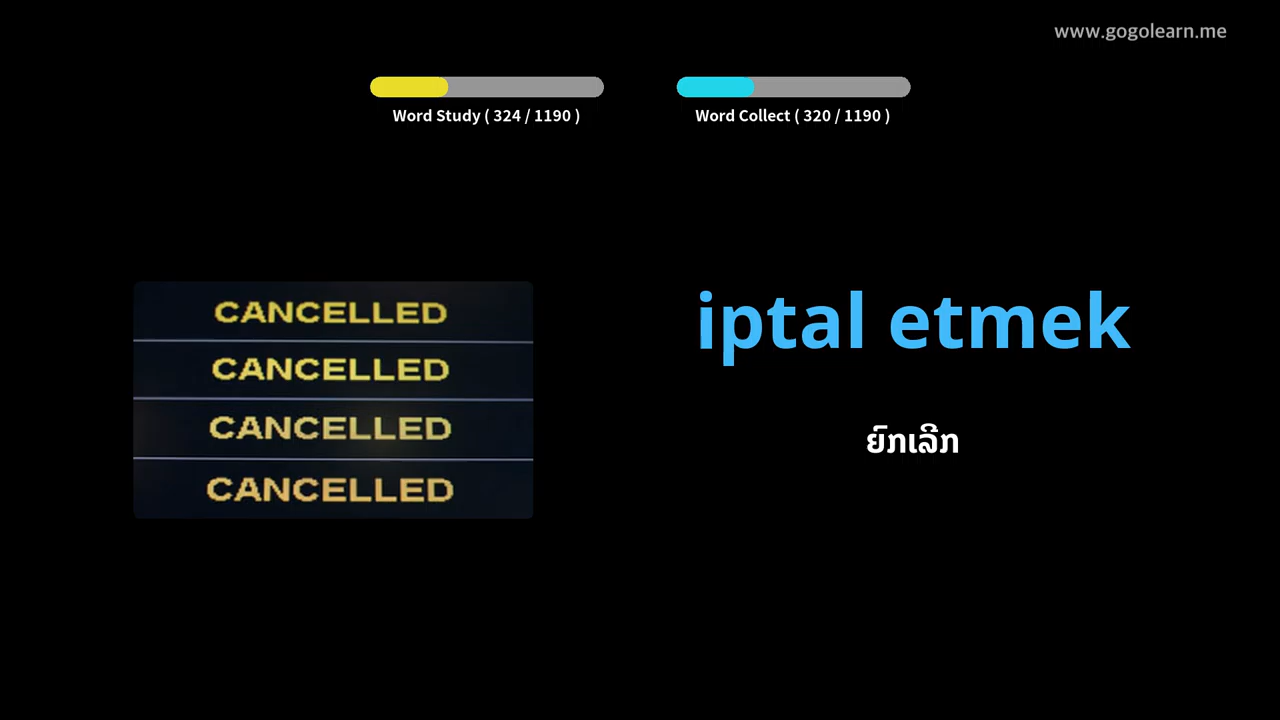 www.gogolearn.me
Word Study ( 324 / 1190 )
Word Collect ( 320 / 1190 )
CANCELLED
CANCELLED
CANCELLED
CANCELLED
iptal etmek
ຍົກເລີກ